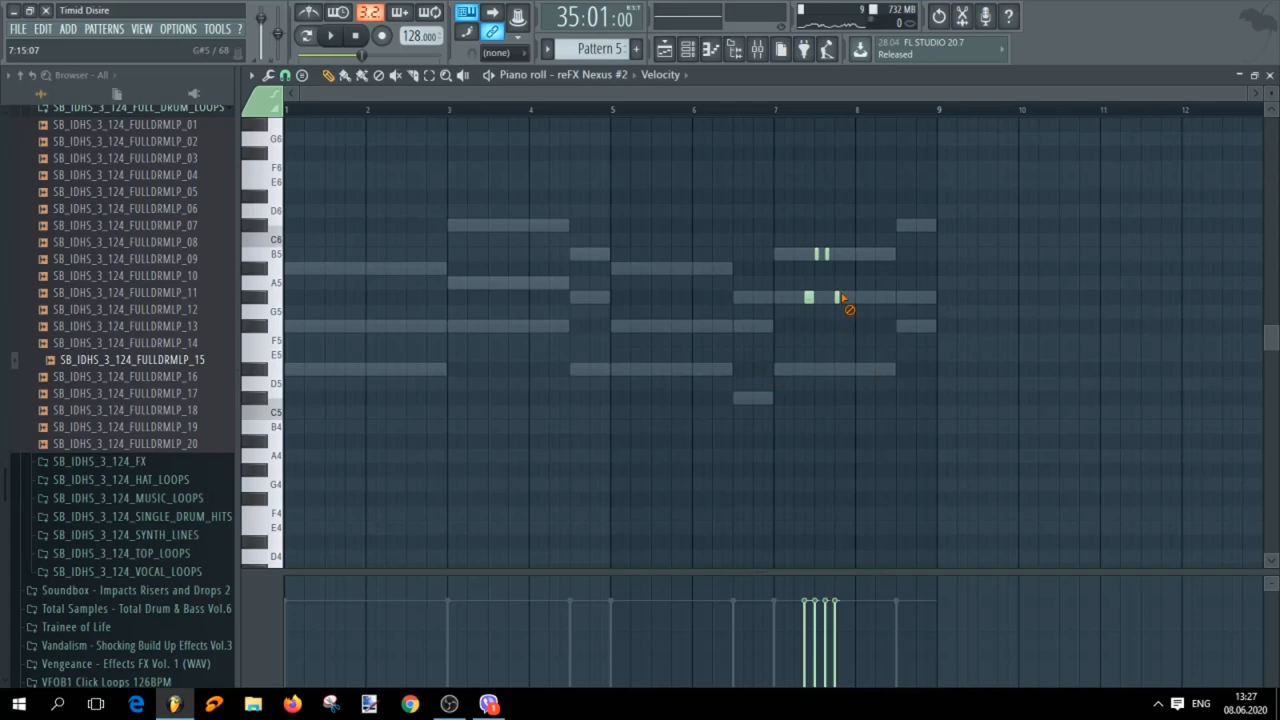 Timid Disire
FILE EDIT ADD PATTERNS VIEW OPTIONS TOOLS ?
7:15:07 G#5 / 68
3.2
128.000
35:01:00
B:S:T
Pattern 5
(none)
9 732 MB
0
28.04 FL STUDIO 20.7
Released
Browser - All
Piano roll - reFX Nexus #2 Velocity
SB_IDHS_3_124_FULL_DRUM_LOOPS
SB_IDHS_3_124_FULLDRMLP_01
SB_IDHS_3_124_FULLDRMLP_02
SB_IDHS_3_124_FULLDRMLP_03
SB_IDHS_3_124_FULLDRMLP_04
SB_IDHS_3_124_FULLDRMLP_05
SB_IDHS_3_124_FULLDRMLP_06
SB_IDHS_3_124_FULLDRMLP_07
SB_IDHS_3_124_FULLDRMLP_08
SB_IDHS_3_124_FULLDRMLP_09
SB_IDHS_3_124_FULLDRMLP_10
SB_IDHS_3_124_FULLDRMLP_11
SB_IDHS_3_124_FULLDRMLP_12
SB_IDHS_3_124_FULLDRMLP_13
SB_IDHS_3_124_FULLDRMLP_14
SB_IDHS_3_124_FULLDRMLP_15
SB_IDHS_3_124_FULLDRMLP_16
SB_IDHS_3_124_FULLDRMLP_17
SB_IDHS_3_124_FULLDRMLP_18
SB_IDHS_3_124_FULLDRMLP_19
SB_IDHS_3_124_FULLDRMLP_20
SB_IDHS_3_124_FX
SB_IDHS_3_124_HAT_LOOPS
SB_IDHS_3_124_MUSIC_LOOPS
SB_IDHS_3_124_SINGLE_DRUM_HITS
SB_IDHS_3_124_SYNTH_LINES
SB_IDHS_3_124_TOP_LOOPS
SB_IDHS_3_124_VOCAL_LOOPS
Soundbox - Impacts Risers and Drops 2
Total Samples - Total Drum & Bass Vol.6
Trainee of Life
Vandalism - Shocking Build Up Effects Vol.3
Vengeance - Effects FX Vol. 1 (WAV)
VFOB1 Click Loops 126BPM
1 2 3 4 5 6 7 8 9 10 11 12
G6
F6
E6
D6
C6
B5
A5
G5
F5
E5
D5
C5
B4
A4
G4
F4
E4
D4
ENG
13:27
08.06.2020